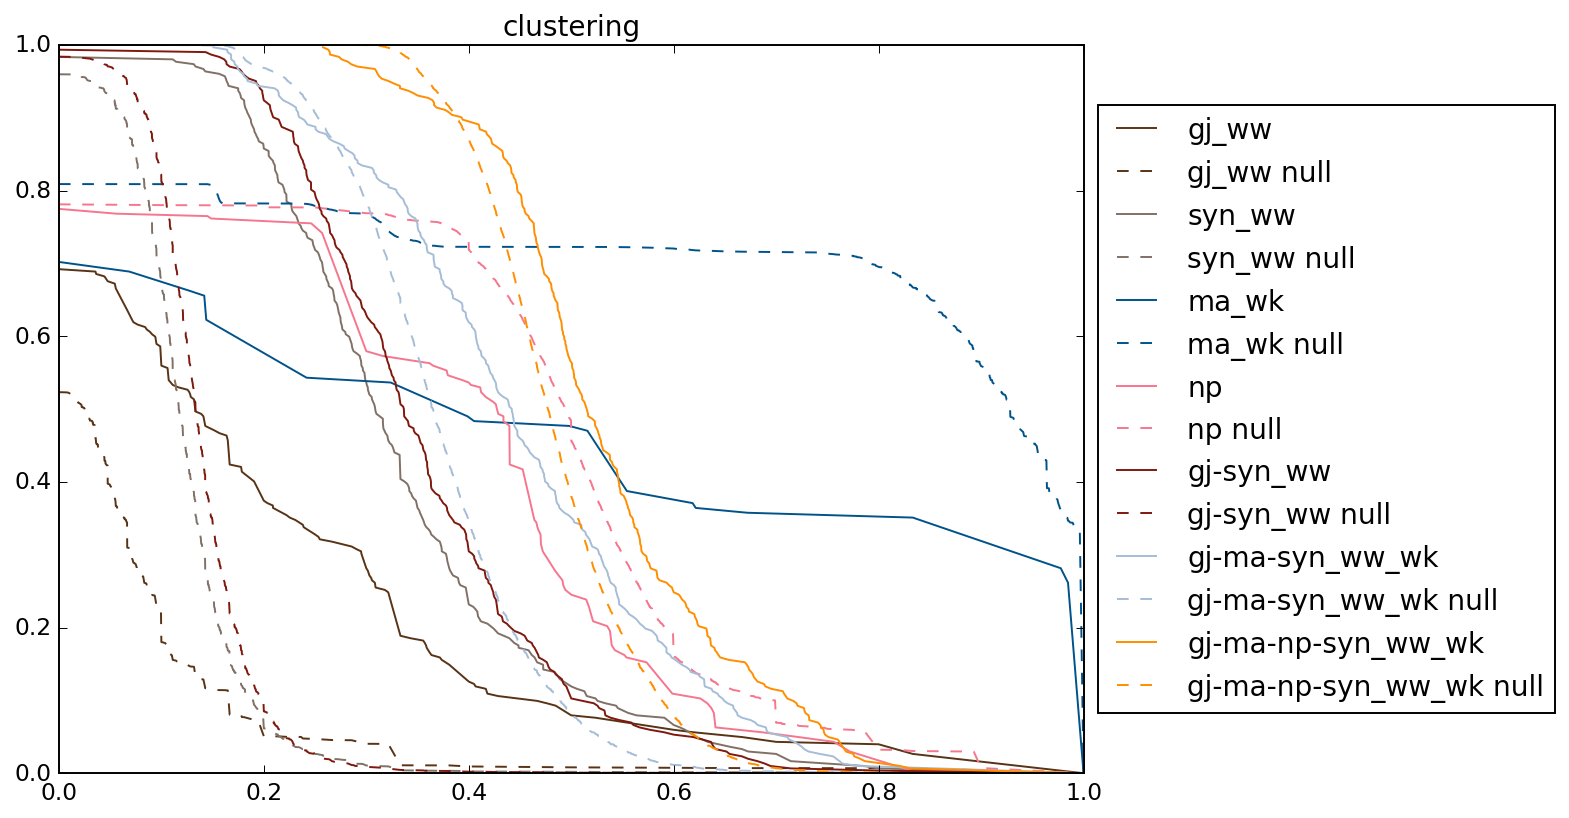 clustering
1.0
0.8
0.6
0.4
0.2
0.0
0.0 0.2 0.4 0.6 0.8 1.0
gj_ww
gj_ww null
syn_ww
syn_ww null
ma_wk
ma_wk null
np
np null
gj-syn_ww
gj-syn_ww null
gj-ma-syn_ww_wk
gj-ma-syn_ww_wk null
gj-ma-np-syn_ww_wk
gj-ma-np-syn_ww_wk null